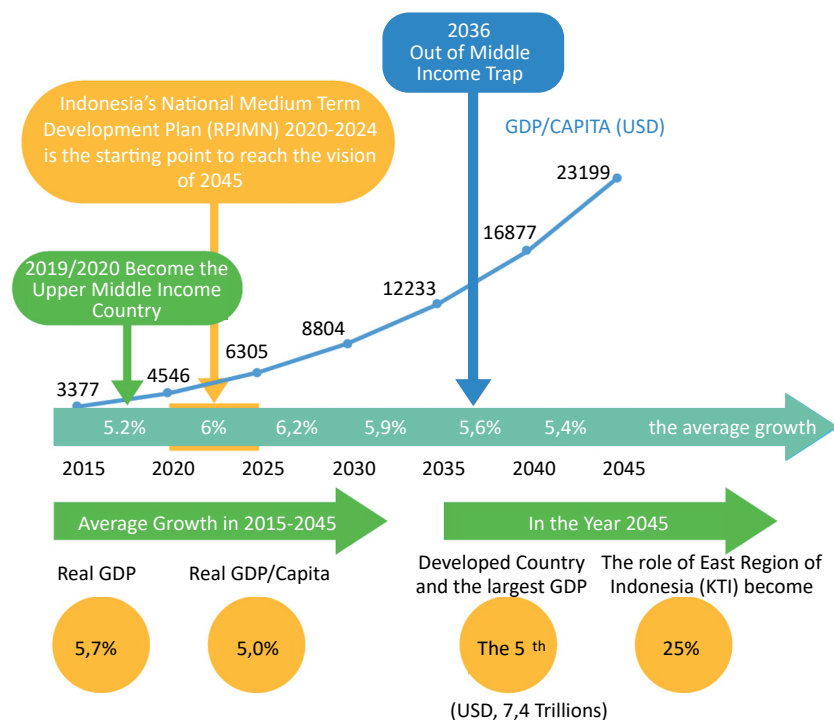 2036
Out of Middle
Income Trap
Indonesia's National Medium Term
Development Plan (RPJMN) 2020-2024
is the starting point to reach the vision
of 2045
GDP/CAPITA (USD)
2019/2020 Become the
Upper Middle Income
Country
3377 4546 6305 8804 12233 16877 23199
5.2% 6% 6,2% 5,9% 5,6% 5,4% the average growth
2015 2020 2025 2030 2035 2040 2045
Average Growth in 2015-2045
Real GDP Real GDP/Capita
5,7% 5,0%
In the Year 2045
Developed Country
and the largest GDP
The 5 th
(USD, 7,4 Trillions)
The role of East Region of
Indonesia (KTI) become
25%